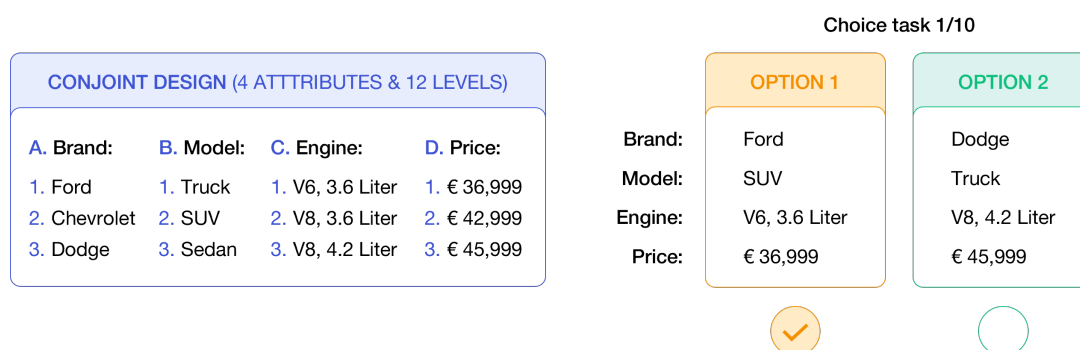 CONJOINT DESIGN (4 ATTTRIBUTES & 12 LEVELS)
A. Brand: B. Model: C. Engine: D. Price:
1. Ford 1. Truck 1. V6, 3.6 Liter 1. € 36,999
2. Chevrolet 2. SUV 2. V8, 3.6 Liter 2. € 42,999
3. Dodge 3. Sedan 3. V8, 4.2 Liter 3. € 45,999
Choice task 1/10
OPTION 1 OPTION 2
Brand: Ford Dodge
Model: SUV Truck
Engine: V6, 3.6 Liter V8, 4.2 Liter
Price: € 36,999 € 45,999